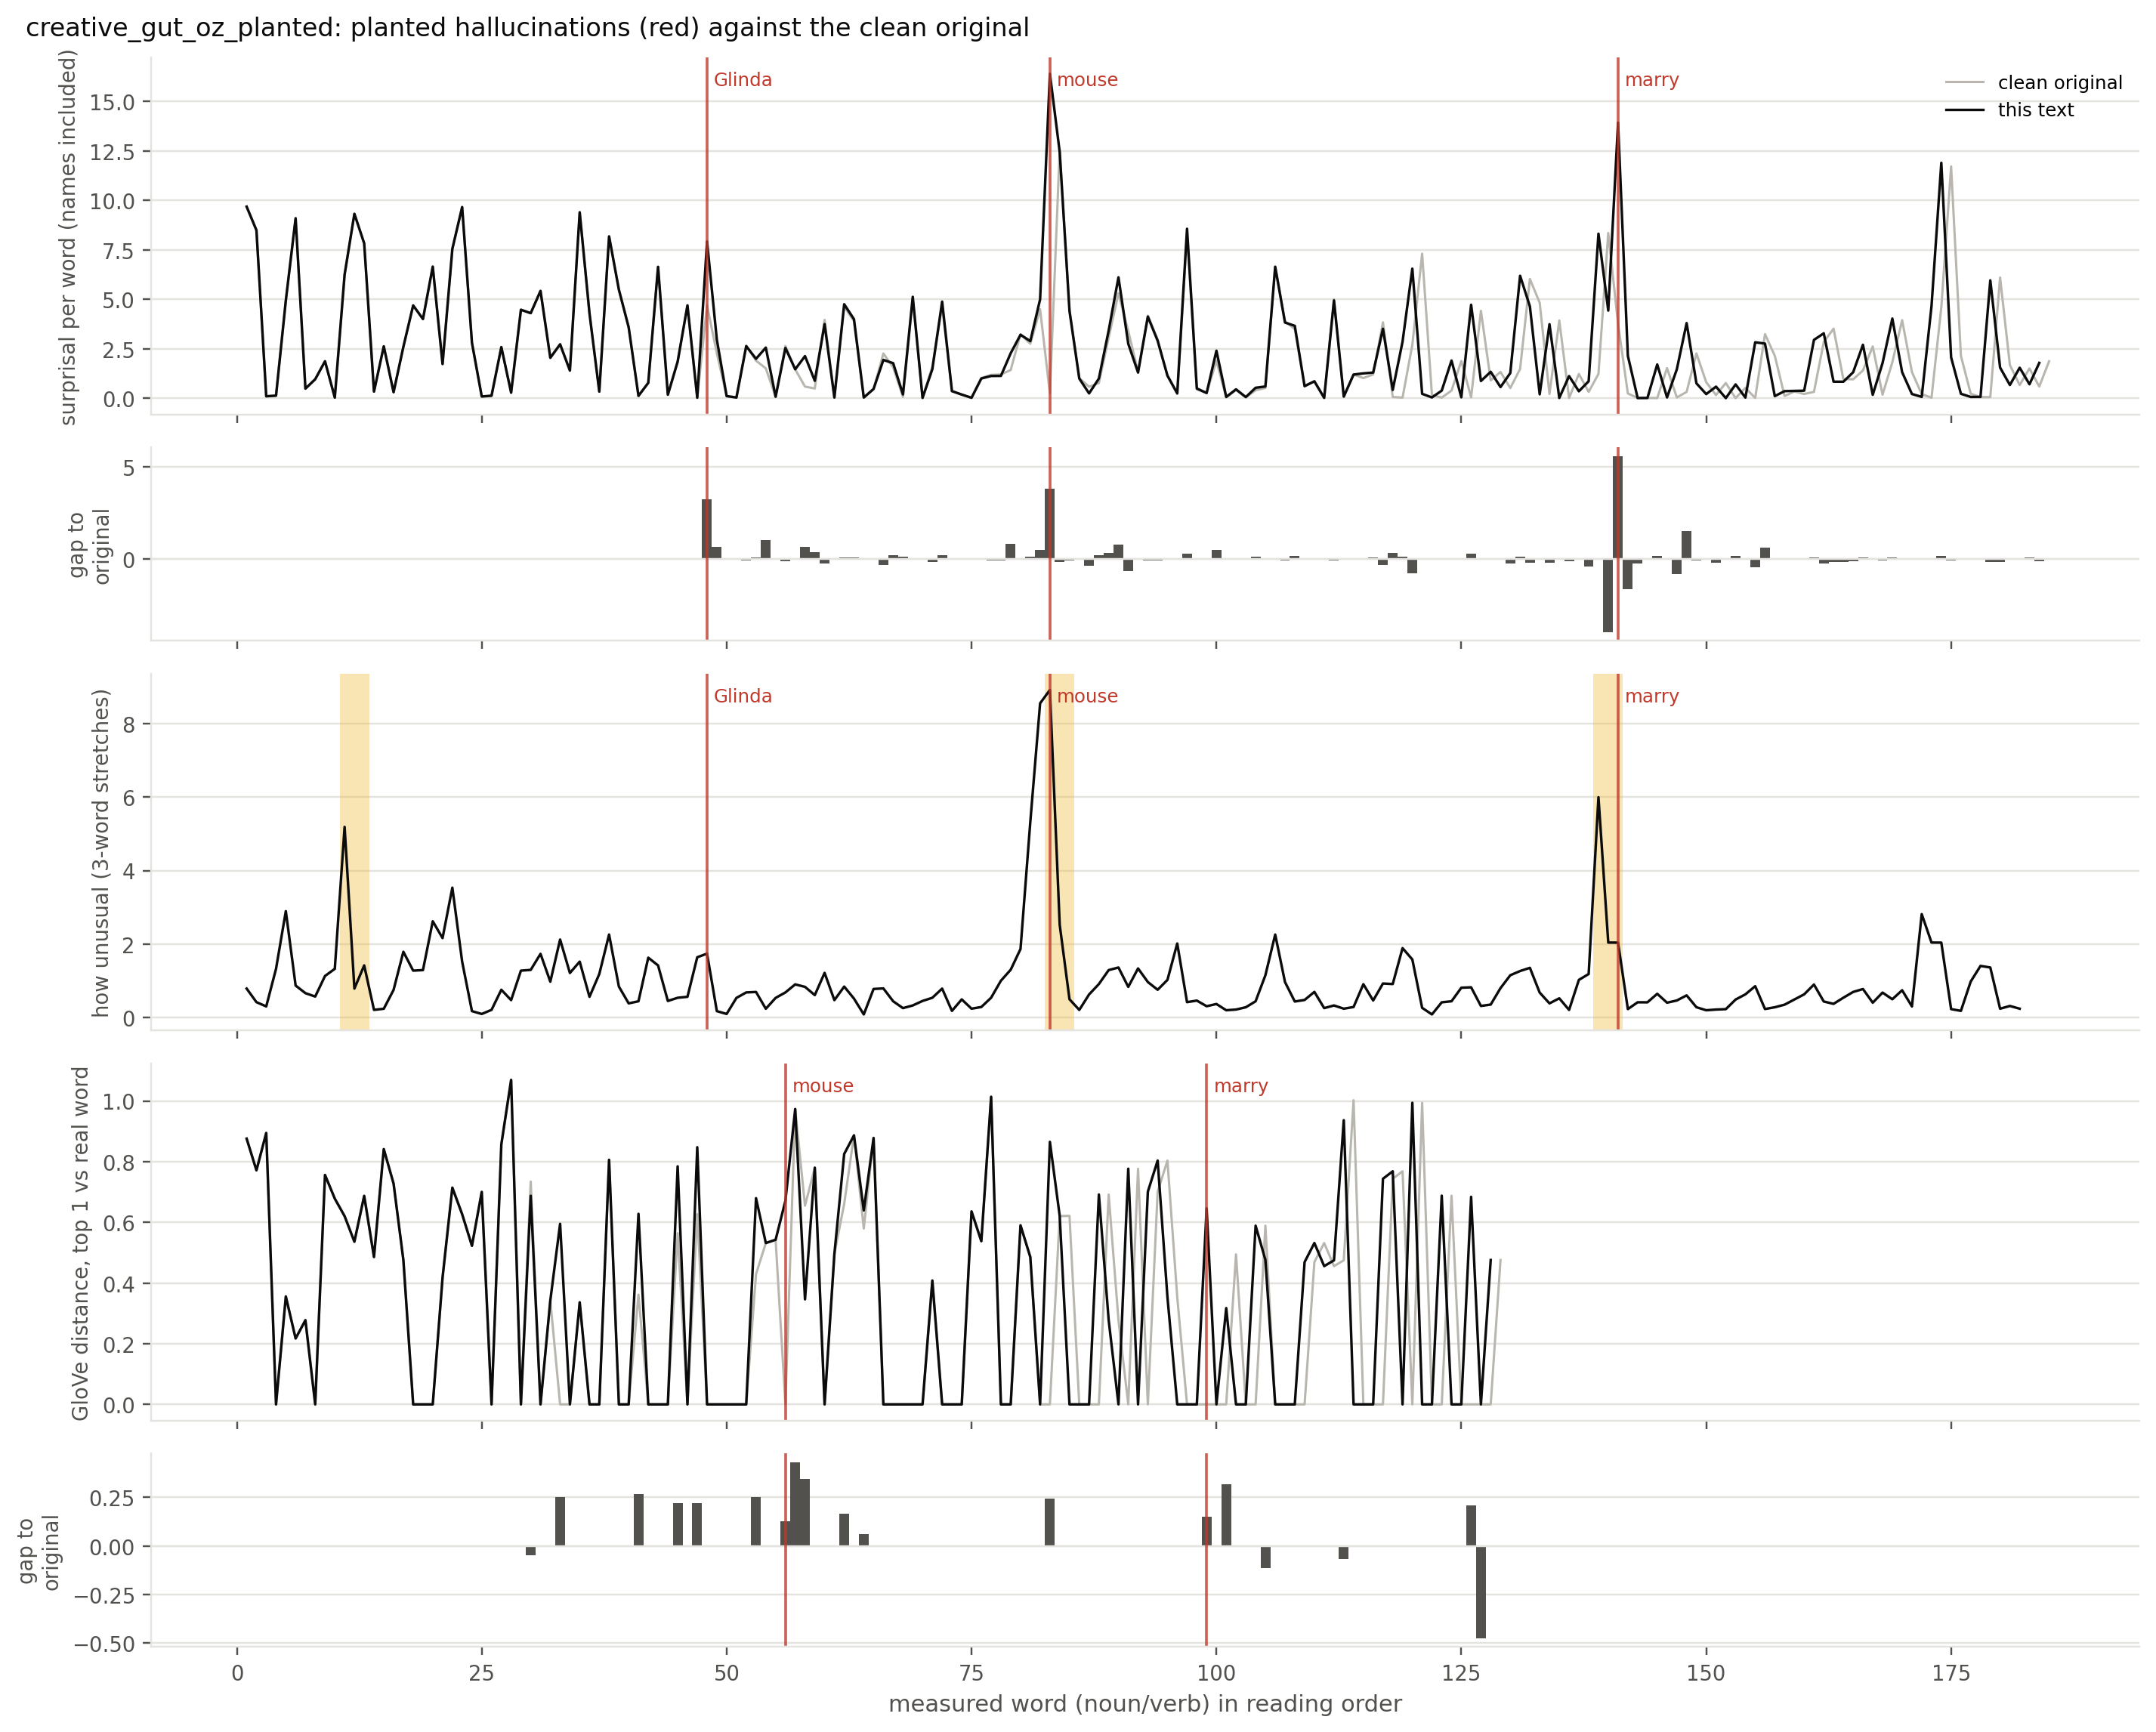 creative_gut_oz_planted: planted hallucinations (red) against the clean original
surprisal per word (names included)
15.0
12.5
10.0
7.5
5.0
2.5
0.0
Glinda
mouse
marry
clean original
this text
gap to
original
5
0
how unusual (3-word stretches)
8
6
4
2
0
Glinda
mouse
marry
GloVe distance, top 1 vs real word
1.0
0.8
0.6
0.4
0.2
0.0
mouse
marry
gap to
original
0.25
0.00
−0.25
−0.50
0
25
50
75
100
125
150
175
measured word (noun/verb) in reading order